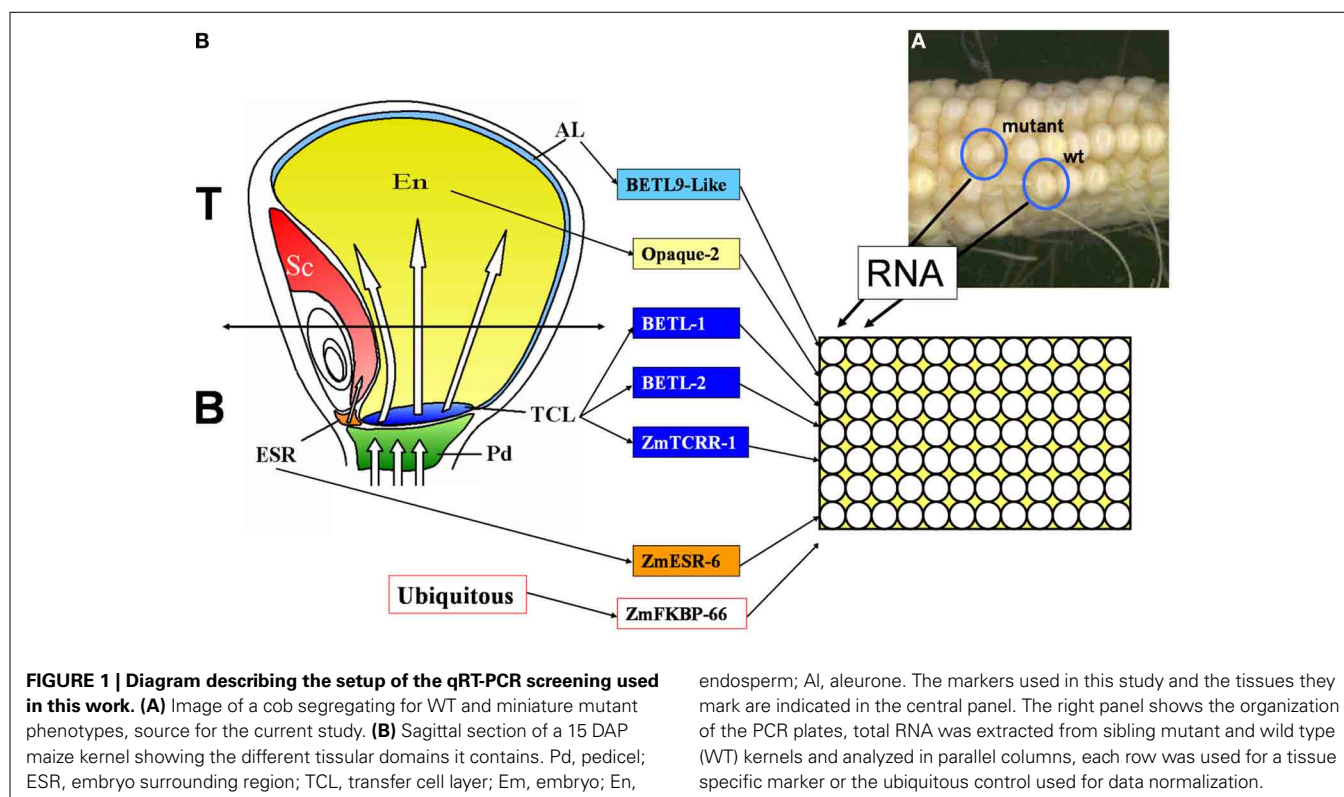 B
A
mutant
wt
AL
BETL9-Like
En
T
Opaque-2
RNA
Sc
BETL-1
BETL-2
B
TCL
ZmTCRR-1
ESR
Pd
ZmESR-6
Ubiquitous
ZmFKBP-66
FIGURE 1 | Diagram describing the setup of the qRT-PCR screening used
in this work. (A) Image of a cob segregating for WT and miniature mutant
phenotypes, source for the current study. (B) Sagittal section of a 15 DAP
maize kernel showing the different tissular domains it contains. Pd, pedicel;
ESR, embryo surrounding region; TCL, transfer cell layer; Em, embryo; En,
endosperm; Al, aleurone. The markers used in this study and the tissues they
mark are indicated in the central panel. The right panel shows the organization
of the PCR plates, total RNA was extracted from sibling mutant and wild type
(WT) kernels and analyzed in parallel columns, each row was used for a tissue
specific marker or the ubiquitous control used for data normalization.